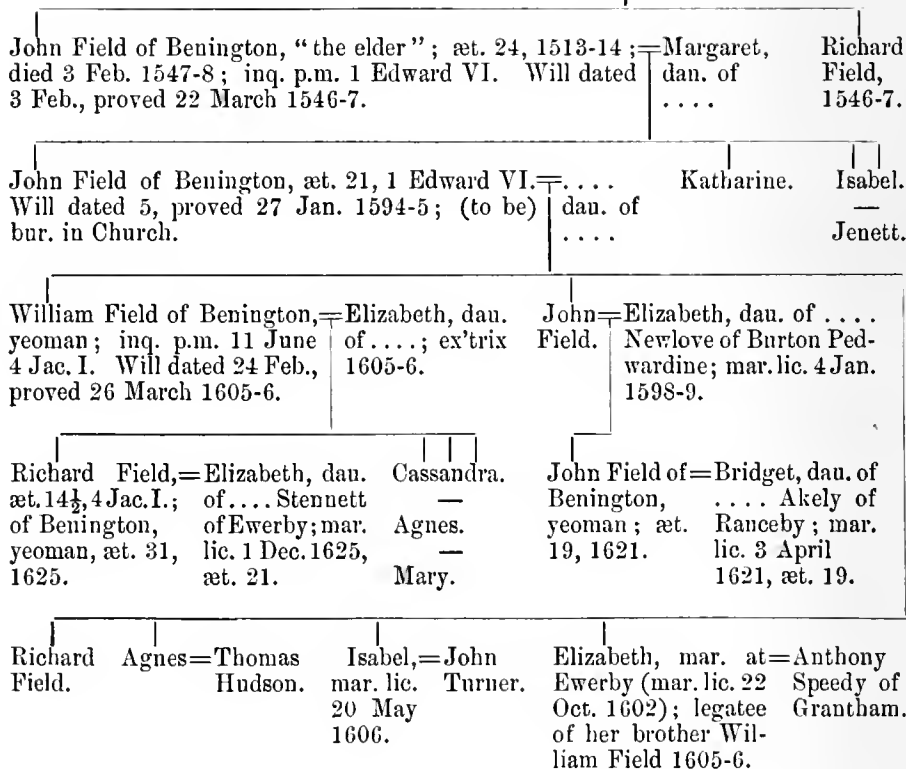 John Field of Benington, “the elder”; æt. 24, 1513-14;=Margaret,
died 3 Feb. 1547-8; inq. p.m. 1 Edward VI. Will dated
3 Feb., proved 22 March 1546-7.
dan. of
....
Richard
Field,
1546-7.
John Field of Benington, æt. 21, 1 Edward VI.=....
Will dated 5, proved 27 Jan. 1594-5; (to be)
bur. in Church.
dau. of
....
Katharine.
Isabel.
—
Jenett.
William Field of Benington,=Elizabeth, dau.
yeoman; inq. p.m. 11 June
4 Jac. I. Will dated 24 Feb.,
proved 26 March 1605-6.
of....; ex'trix
1605-6.
John=Elizabeth, dau. of ....
Field.
Newlove of Burton Ped-
wardine; mar. lic. 4 Jan.
1598-9.
Richard Field,=Elizabeth, dau.
æt. 14½, 4 Jac. I.;
of Benington,
yeoman, æt. 31,
1625.
of.... Stennett
of Ewerby; mar.
lic. 1 Dec. 1625,
æt. 21.
Cassandra.
—
Agnes.
—
Mary.
John Field of=Bridget, dau. of
Benington,
yeoman; æt.
19, 1621.
.... Akely of
Ranceby; mar.
lic. 3 April
1621, æt. 19.
Richard
Field.
Agnes=Thomas
Hudson.
Isabel,=John
mar. lic.
20 May
1606.
Turner.
Elizabeth, mar. at=Anthony
Ewerby (mar. lic. 22
Oct. 1602); legatee
of her brother Wil-
liam Field 1605-6.
Speedy of
Grantham.